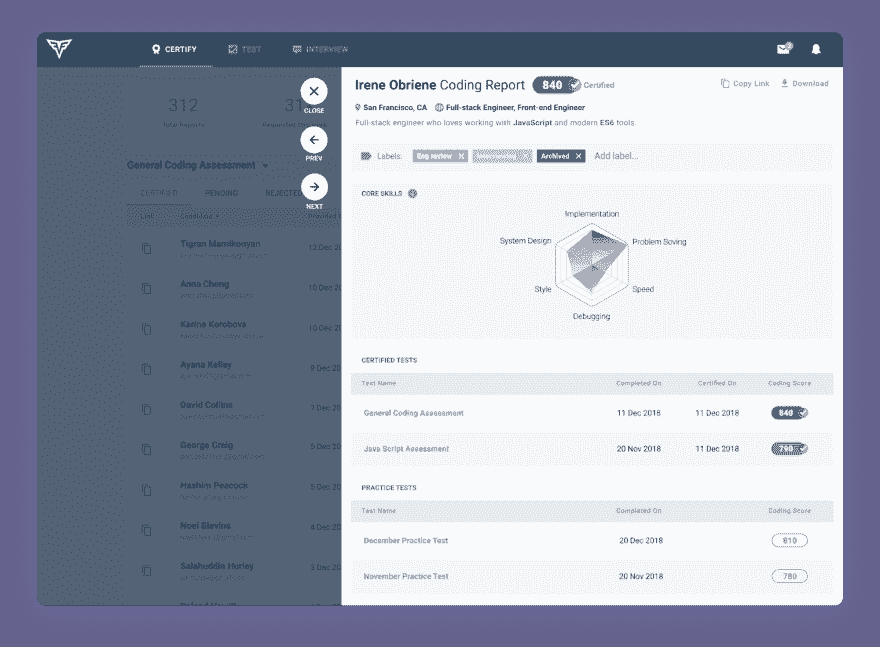 CERTIFY TEST INTERVIEW
312
Total Reports
General Coding Assessment
CERTIFIED PENDING REJECTED
Link Candidate
Tigran Mamikonyan 12 Dec 20
Anna Cheng 10 Dec 20
Karina Korobova 10 Dec 20
Ayana Kelley 9 Dec 20
David Collins 7 Dec 20
George Craig 5 Dec 20
Hashim Peacock 5 Dec 20
Noel Blevins 4 Dec 20
Salahuddin Hurley 3 Dec 20
CLOSE
PREV
NEXT
Irene Obriene Coding Report 840 Certified
Copy Link Download
San Francisco, CA Full-stack Engineer, Front-end Engineer
Full-stack engineer who loves working with JavaScript and modern ES6 tools.
Labels: Eng review X Archived X Add label...
CORE SKILLS
Implementation
System Design Problem Soving
Style Speed
Debugging
CERTIFIED TESTS
Test Name Completed On Certified On Coding Score
General Coding Assessment 11 Dec 2018 11 Dec 2018 840
Java Script Assessment 20 Nov 2018 11 Dec 2018
PRACTICE TESTS
Test Name Completed On Coding Score
December Practice Test 20 Dec 2018 810
November Practice Test 20 Nov 2018 780